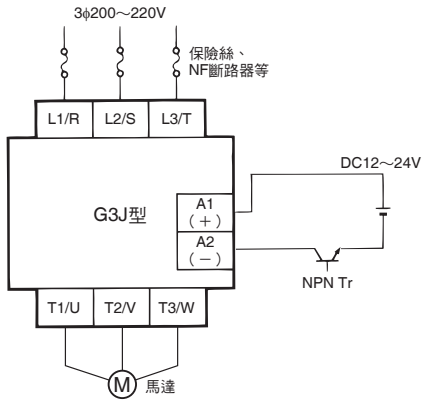 3ϕ200～220V
保險絲、
NF斷路器等
L1/R L2/S L3/T
DC12～24V
G3J型
A1
（＋）
A2
（－）
NPN Tr
T1/U T2/V T3/W
M 馬達